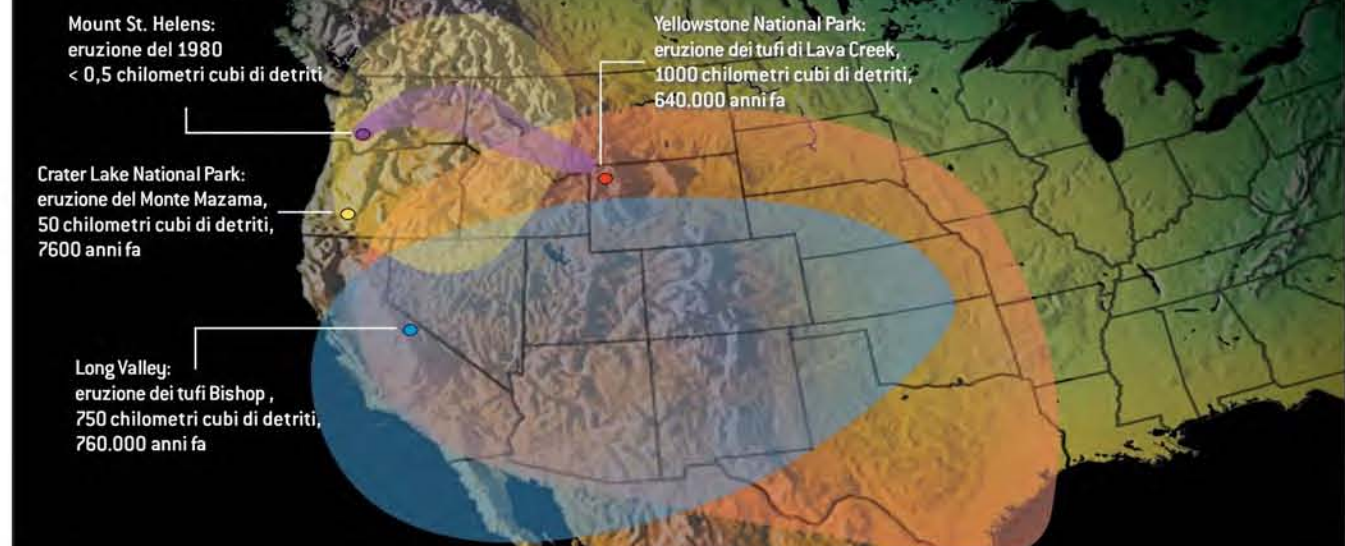 Mount St. Helens:
eruzione del 1980
< 0,5 chilometri cubi di detriti
Yellowstone National Park:
eruzione dei tufi di Lava Creek,
1000 chilometri cubi di detriti,
640.000 anni fa
Crater Lake National Park:
eruzione del Monte Mazama,
50 chilometri cubi di detriti,
7600 anni fa
Long Valley:
eruzione dei tufi Bishop ,
750 chilometri cubi di detriti,
760.000 anni fa